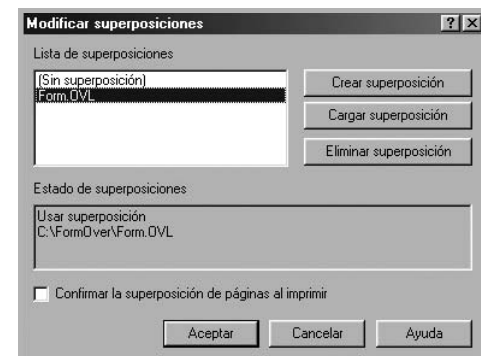 Modificar superposiciones
Lista de superposiciones
(Sin superposición)
Form.OVL
Crear superposición
Cargar superposición
Eliminar superposición
Estado de superposiciones
Usar superposición
C:\FormOver\Form.OVL
Confirmar la superposición de páginas al imprimir
Aceptar Cancelar Ayuda